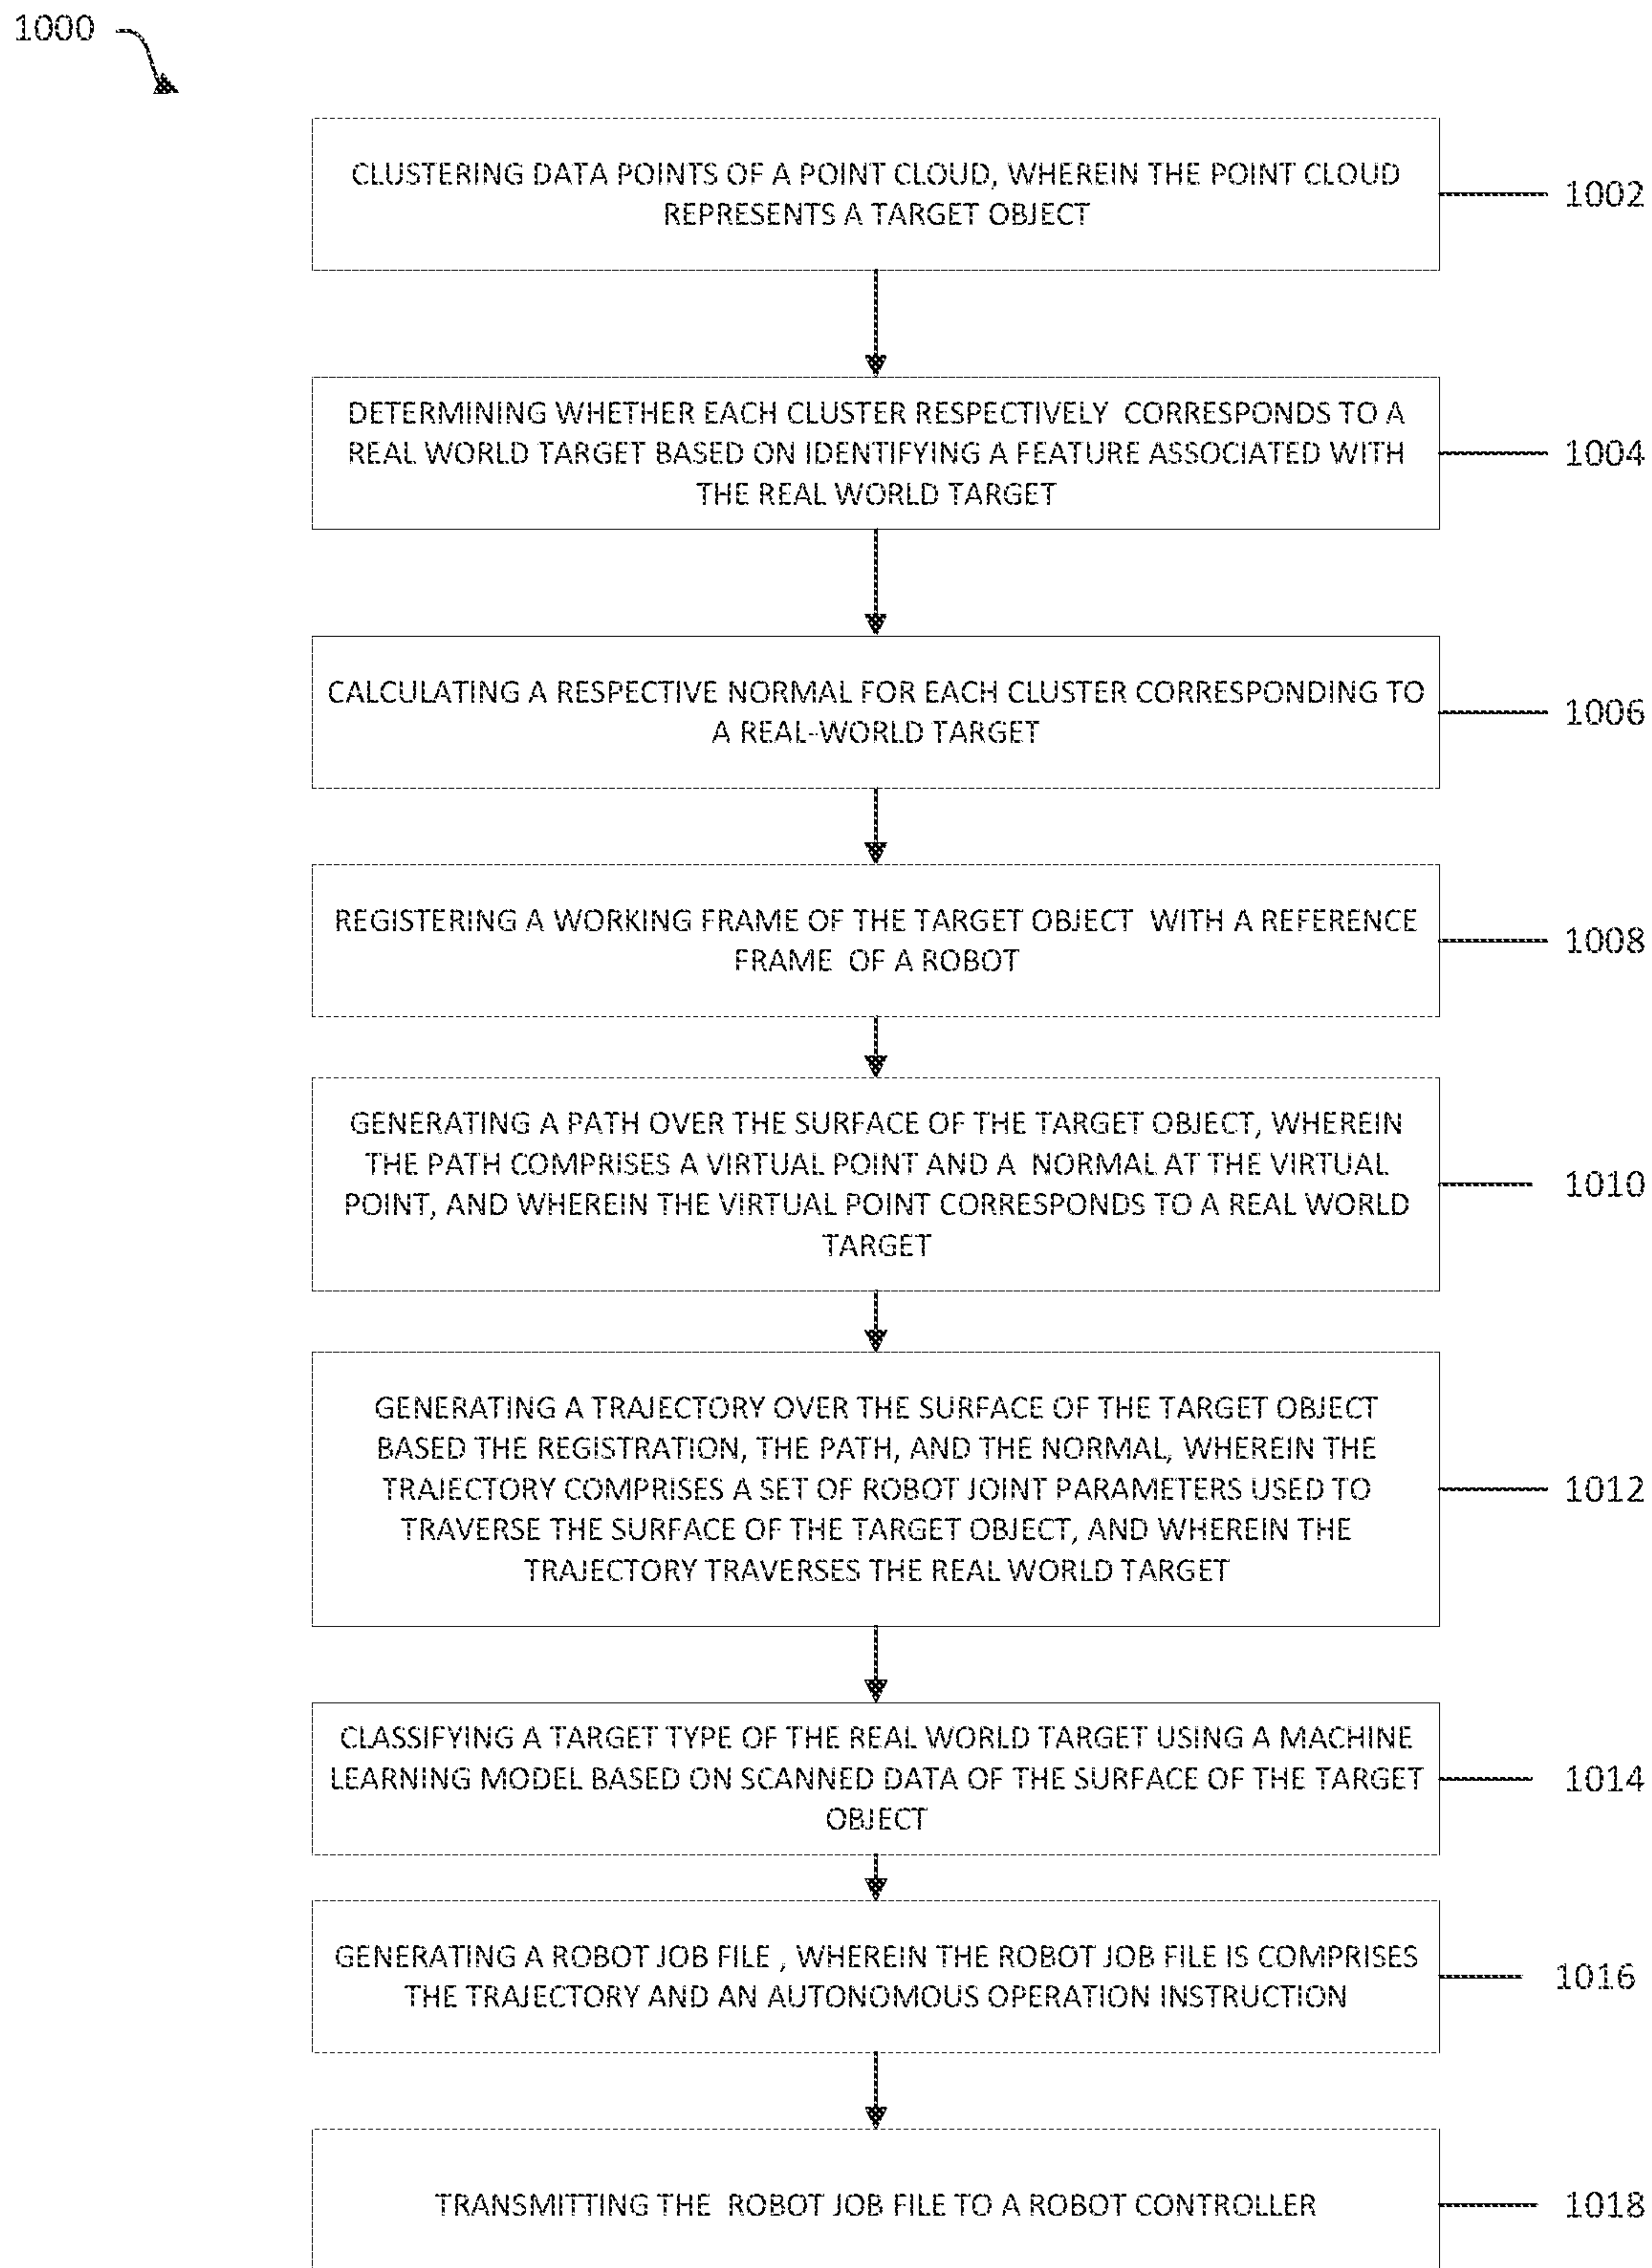 1000
CLUSTERING DATA POINTS OF A POINT CLOUD, WHEREIN THE POINT CLOUD
REPRESENTS A TARGET OBJECT
1002
DETERMINING WHETHER EACH CLUSTER RESPECTIVELY CORRESPONDS TO A
REAL WORLD TARGET BASED ON IDENTIFYING A FEATURE ASSOCIATED WITH
THE REAL WORLD TARGET
1004
CALCULATING A RESPECTIVE NORMAL FOR EACH CLUSTER CORRESPONDING TO
A REAL-WORLD TARGET
1006
REGISTERING A WORKING FRAME OF THE TARGET OBJECT WITH A REFERENCE
FRAME OF A ROBOT
1008
GENERATING A PATH OVER THE SURFACE OF THE TARGET OBJECT, WHEREIN
THE PATH COMPRISES A VIRTUAL POINT AND A NORMAL AT THE VIRTUAL
POINT, AND WHEREIN THE VIRTUAL POINT CORRESPONDS TO A REAL WORLD
TARGET
1010
GENERATING A TRAJECTORY OVER THE SURFACE OF THE TARGET OBJECT
BASED THE REGISTRATION, THE PATH, AND THE NORMAL, WHEREIN THE
TRAJECTORY COMPRISES A SET OF ROBOT JOINT PARAMETERS USED TO
TRAVERSE THE SURFACE OF THE TARGET OBJECT, AND WHEREIN THE
TRAJECTORY TRAVERSES THE REAL WORLD TARGET
1012
CLASSIFYING A TARGET TYPE OF THE REAL WORLD TARGET USING A MACHINE
LEARNING MODEL BASED ON SCANNED DATA OF THE SURFACE OF THE TARGET
OBJECT
1014
GENERATING A ROBOT JOB FILE , WHEREIN THE ROBOT JOB FILE IS COMPRISES
THE TRAJECTORY AND AN AUTONOMOUS OPERATION INSTRUCTION
1016
TRANSMITTING THE ROBOT JOB FILE TO A ROBOT CONTROLLER
1018